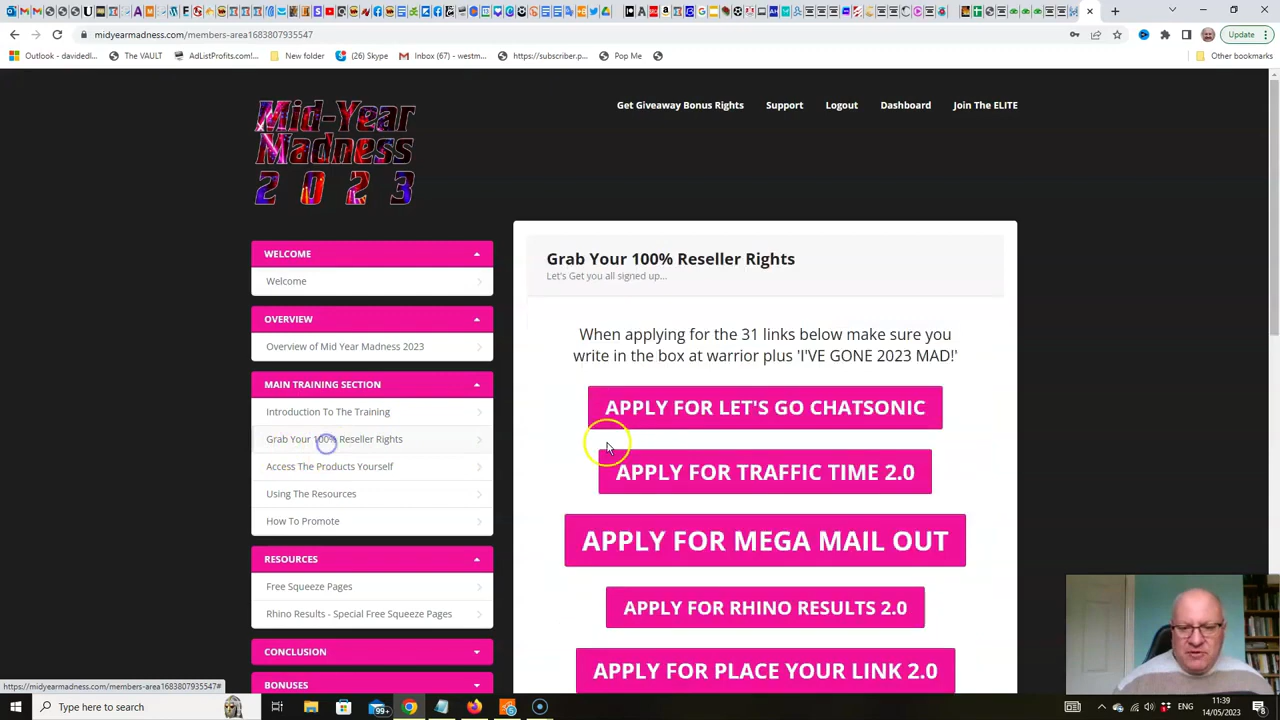 midyearmadness.com/members-area1683807935547
Update
Outlook - davidedl...
The VAULT
AdListProfits.com!...
New folder
(26) Skype
Inbox (67) - westm...
https://subscriber.p...
Pop Me
Other bookmarks
Mid-Year
Madness
2023
Get Giveaway Bonus Rights
Support
Logout
Dashboard
Join The ELITE
WELCOME
Welcome
OVERVIEW
Overview of Mid Year Madness 2023
MAIN TRAINING SECTION
Introduction To The Training
Grab Your 100% Reseller Rights
Access The Products Yourself
Using The Resources
How To Promote
RESOURCES
Free Squeeze Pages
Rhino Results - Special Free Squeeze Pages
CONCLUSION
BONUSES
Grab Your 100% Reseller Rights
Let's Get you all signed up...
When applying for the 31 links below make sure you
write in the box at warrior plus 'I'VE GONE 2023 MAD!'
APPLY FOR LET'S GO CHATSONIC
APPLY FOR TRAFFIC TIME 2.0
APPLY FOR MEGA MAIL OUT
APPLY FOR RHINO RESULTS 2.0
APPLY FOR PLACE YOUR LINK 2.0
https://midyearmadness.com/members-area1683807935547#
Type here to search
99+
ENG
11:39
14/05/2023